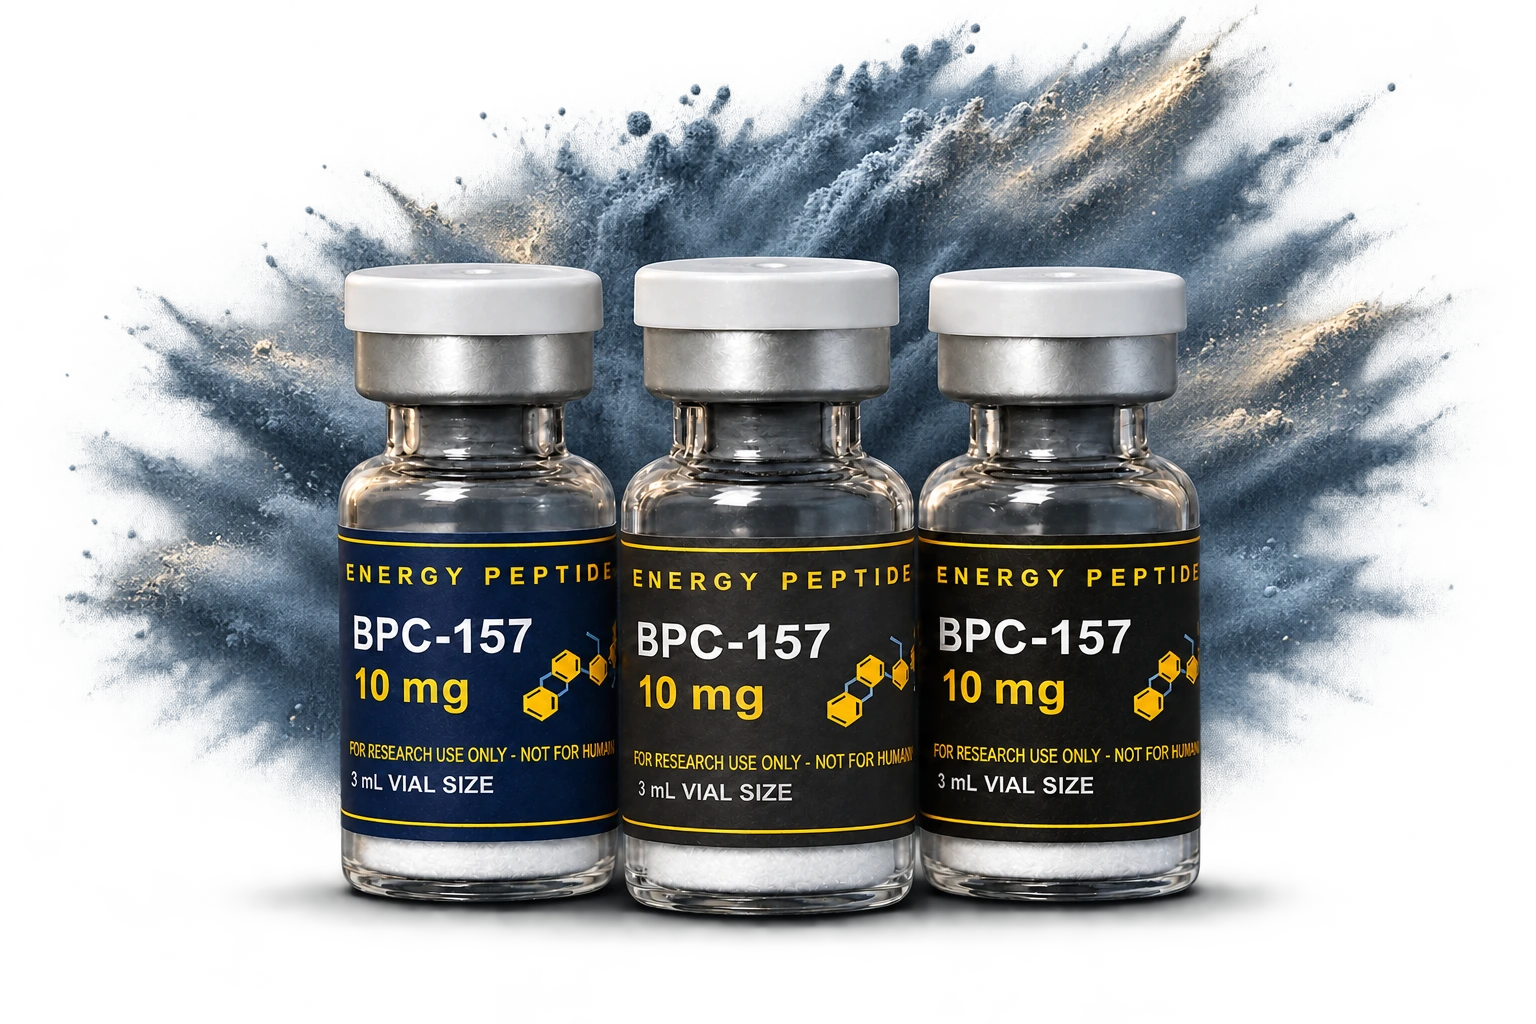 ENERGY PEPTIDE
BPC-157
10 mg
FOR RESEARCH USE ONLY - NOT FOR HUMAN
3 mL VIAL SIZE
ENERGY PEPTIDE
BPC-157
10 mg
FOR RESEARCH USE ONLY - NOT FOR HUMAN
3 mL VIAL SIZE
ENERGY PEPTIDE
BPC-157
10 mg
FOR RESEARCH USE ONLY - NOT FOR HUMAN
3 mL VIAL SIZE